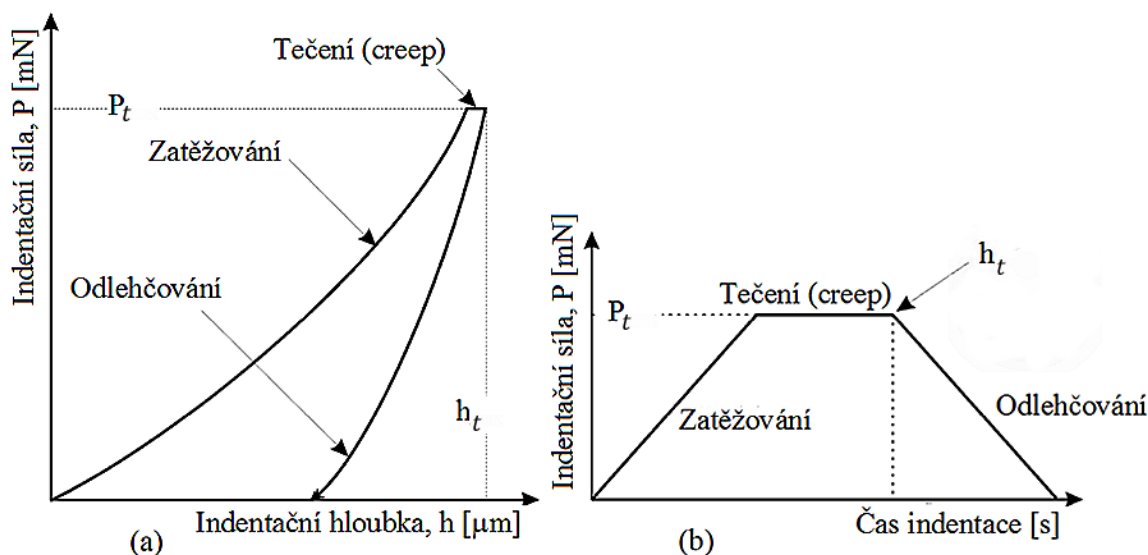 Indentační síla, P [mN]
Tečení (creep)
P_t
Zatěžování
Odlehčování
h_t
Indentační hloubka, h [µm]
(a)
Indentační síla, P [mN]
h_t
Tečení (creep)
P_t
Zatěžování
Odlehčování
Čas indentace [s]
(b)